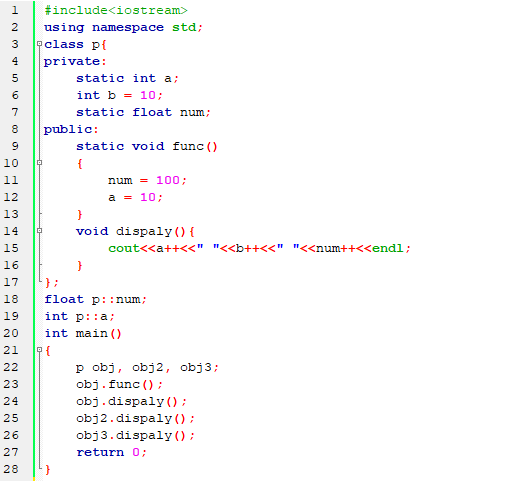 1 #include<iostream>
2 using namespace std;
3 class p{
4 private:
5     static int a;
6     int b = 10;
7     static float num;
8 public:
9     static void func()
10     {
11         num = 100;
12         a = 10;
13     }
14     void dispaly(){
15         cout<<a++<<" "<<b++<<" "<<num++<<endl;
16     }
17 };
18 float p::num;
19 int p::a;
20 int main()
21 {
22     p obj, obj2, obj3;
23     obj.func();
24     obj.dispaly();
25     obj2.dispaly();
26     obj3.dispaly();
27     return 0;
28 }